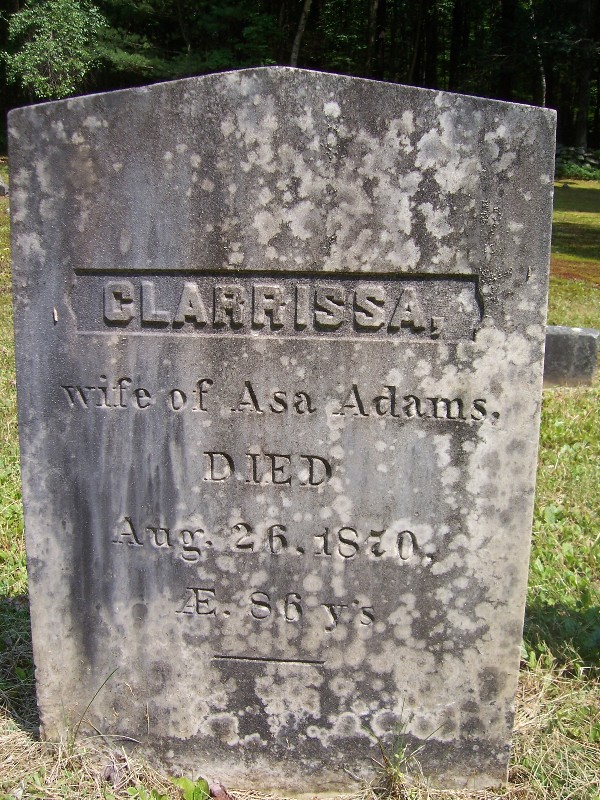 CLARRISSA,
wife of Asa Adams.
DIED
Aug. 26. 1870.
Æ. 86 y's